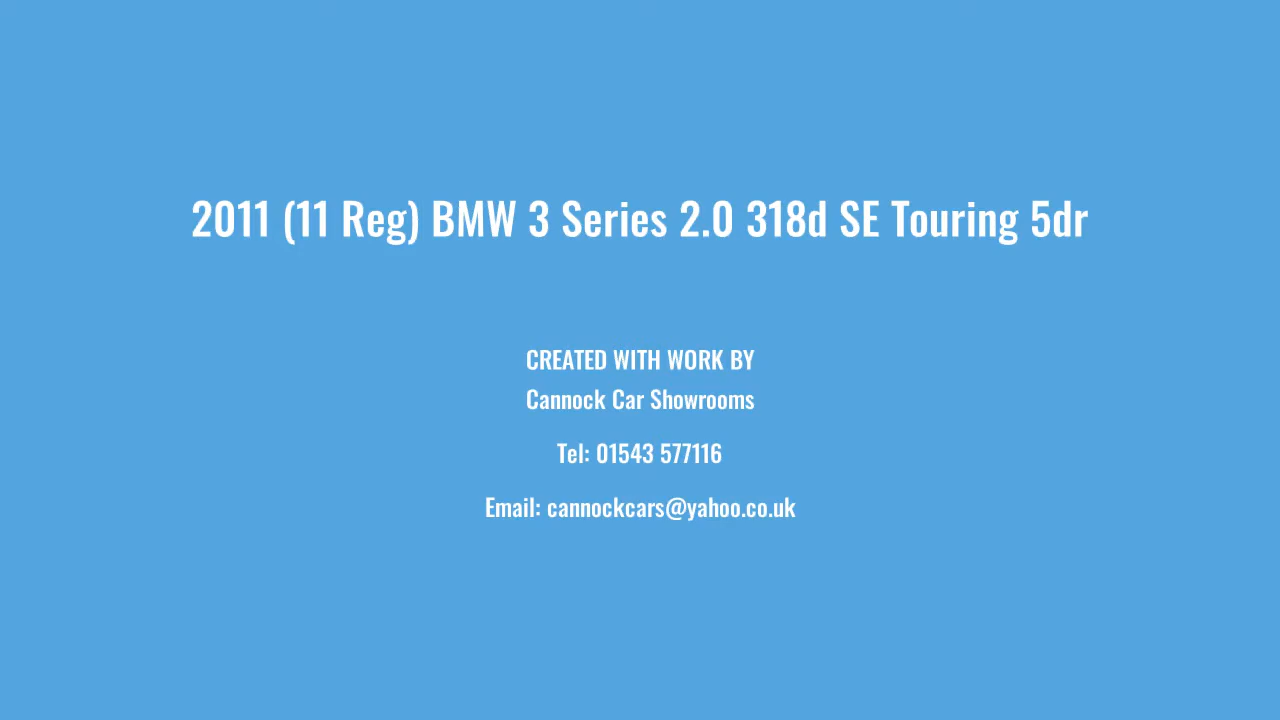 2011 (11 Reg) BMW 3 Series 2.0 318d SE Touring 5dr
CREATED WITH WORK BY
Cannock Car Showrooms
Tel: 01543 577116
Email: cannockcars@yahoo.co.uk